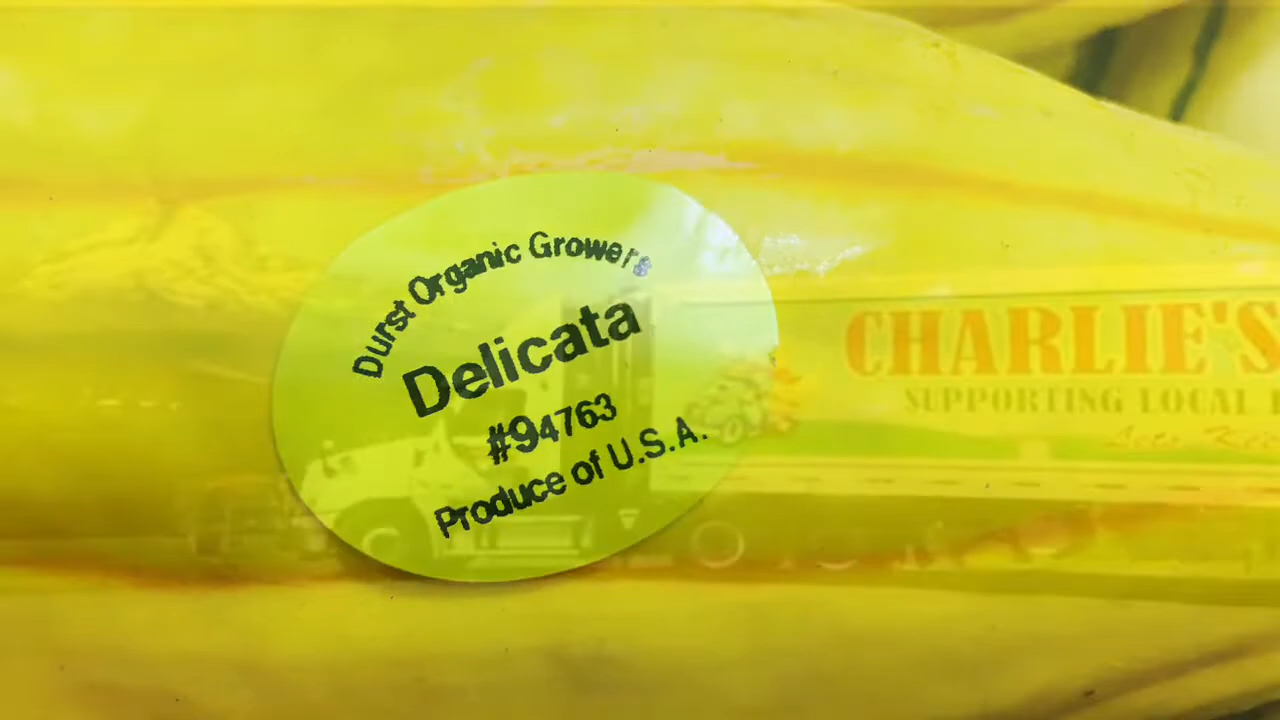 Durst Organic Growers
Delicata
#94763
Produce of U.S.A.
CHARLIE'S
SUPPORTING LOCAL